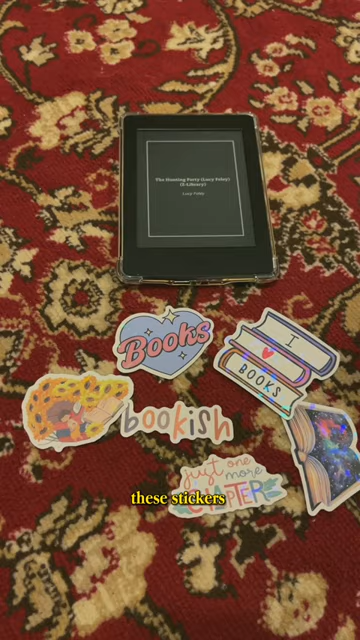 The Hunting Party (Lucy Foley)
(Z-Library)
Lucy Foley
Books
I
BOOKS
bookish
just one
more
CHAPTER
these stickers